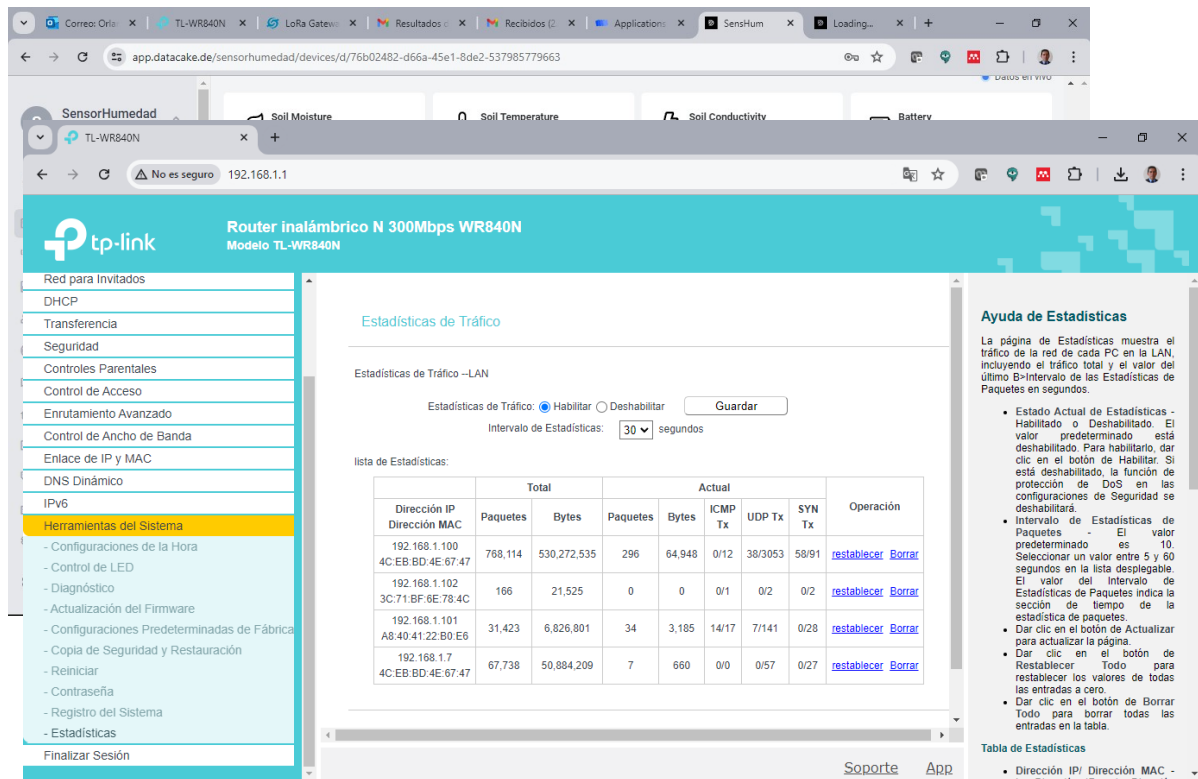 Correo: Orla
TL-WR840N
LoRa Gatew
Resultados d
Recibidos (2
Applications
SensHum
Loading...
app.datacake.de/sensorhumedad/devices/d/76b02482-d66a-45e1-8de2-537985779663
Datos en vivo
SensorHumedad
Soil Moisture
Soil Temperature
Soil Conductivity
Battery
TL-WR840N
No es seguro 192.168.1.1
tp-link
Router inalámbrico N 300Mbps WR840N
Modelo TL-WR840N
Red para Invitados
DHCP
Transferencia
Seguridad
Controles Parentales
Control de Acceso
Enrutamiento Avanzado
Control de Ancho de Banda
Enlace de IP y MAC
DNS Dinámico
IPv6
Herramientas del Sistema
- Configuraciones de la Hora
- Control de LED
- Diagnóstico
- Actualización del Firmware
- Configuraciones Predeterminadas de Fábrica
- Copia de Seguridad y Restauración
- Reiniciar
- Contraseña
- Registro del Sistema
- Estadísticas
Finalizar Sesión
Estadísticas de Tráfico
Estadísticas de Tráfico --LAN
Estadísticas de Tráfico: Habilitar Deshabilitar Guardar
Intervalo de Estadísticas: 30 segundos
lista de Estadísticas:
Total Actual
Dirección IP
Dirección MAC Paquetes Bytes Paquetes Bytes ICMP Tx UDP Tx SYN Tx Operación
192.168.1.100
4C:EB:BD:4E:67:47 768,114 530,272,535 296 64,948 0/12 38/3053 58/91 restablecer Borrar
192.168.1.102
3C:71:BF:6E:78:4C 166 21,525 0 0 0/1 0/2 0/2 restablecer Borrar
192.168.1.101
A8:40:41:22:B0:E6 31,423 6,826,801 34 3,185 14/17 7/141 0/28 restablecer Borrar
192.168.1.7
4C:EB:BD:4E:67:47 67,738 50,884,209 7 660 0/0 0/57 0/27 restablecer Borrar
Soporte App
Ayuda de Estadisticas
La página de Estadísticas muestra el
tráfico de la red de cada PC en la LAN,
incluyendo el tráfico total y el valor del
último B>Intervalo de las Estadísticas de
Paquetes en segundos.
• Estado Actual de Estadísticas -
Habilitado o Deshabilitado. El
valor predeterminado está
deshabilitado. Para habilitarlo, dar
clic en el botón de Habilitar. Si
está deshabilitado, la función de
protección de DoS en las
configuraciones de Seguridad se
deshabilitará.
• Intervalo de Estadísticas de
Paquetes - El valor
predeterminado es 10.
Seleccionar un valor entre 5 y 60
segundos en la lista desplegable.
El valor del Intervalo de
Estadísticas de Paquetes indica la
sección de tiempo de la
estadística de paquetes.
• Dar clic en el botón de Actualizar
para actualizar la página.
• Dar clic en el botón de
Restablecer Todo para
restablecer los valores de todas
las entradas a cero.
• Dar clic en el botón de Borrar
Todo para borrar todas las
entradas en la tabla.
Tabla de Estadísticas
• Dirección IP/ Dirección MAC -